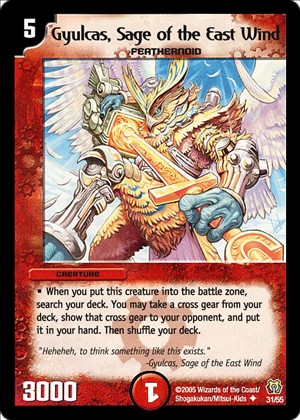 5 Gyulcas, Sage of the East Wind
FEATHERNOID
CREATURE
▪ When you put this creature into the battle zone,
search your deck. You may take a cross gear from your
deck, show that cross gear to your opponent, and put
it in your hand. Then shuffle your deck.
"Heheheh, to think something like this exists."
-Gyulcas, Sage of the East Wind
3000
1
©2005 Wizards of the Coast/
Shogakukan/Mitsui-Kids ✦ 31/55